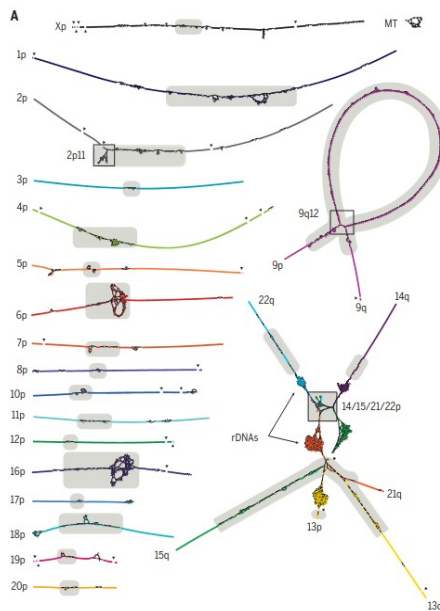 A
Xp
MT
1p
2p
2p11
3p
4p
9q12
5p
9p
9q
22q
14q
6p
7p
8p
10p
14/15/21/22p
11p
rDNAs
12p
16p
21q
17p
13p
18p
15q
19p
13q
20p